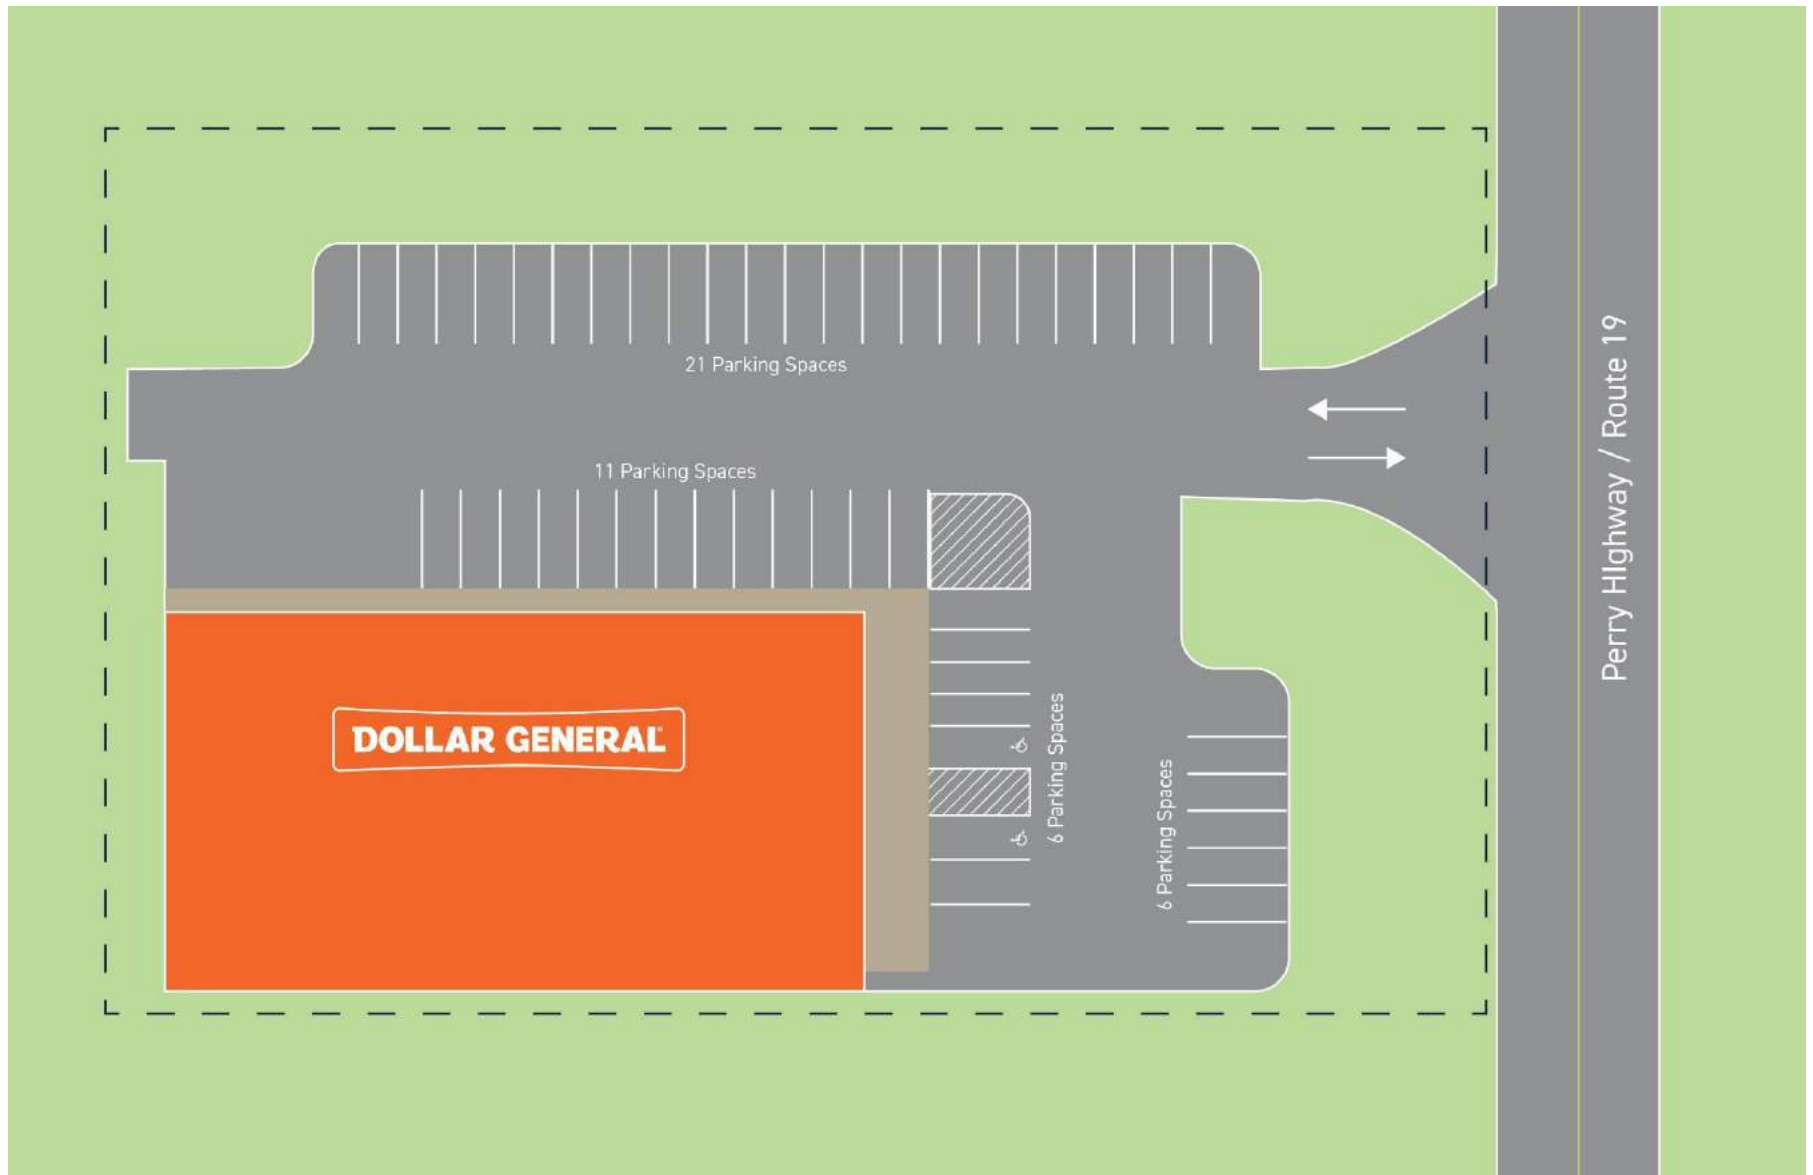 21 Parking Spaces
11 Parking Spaces
DOLLAR GENERAL
6 Parking Spaces
6 Parking Spaces
Perry HIghway / Route 19